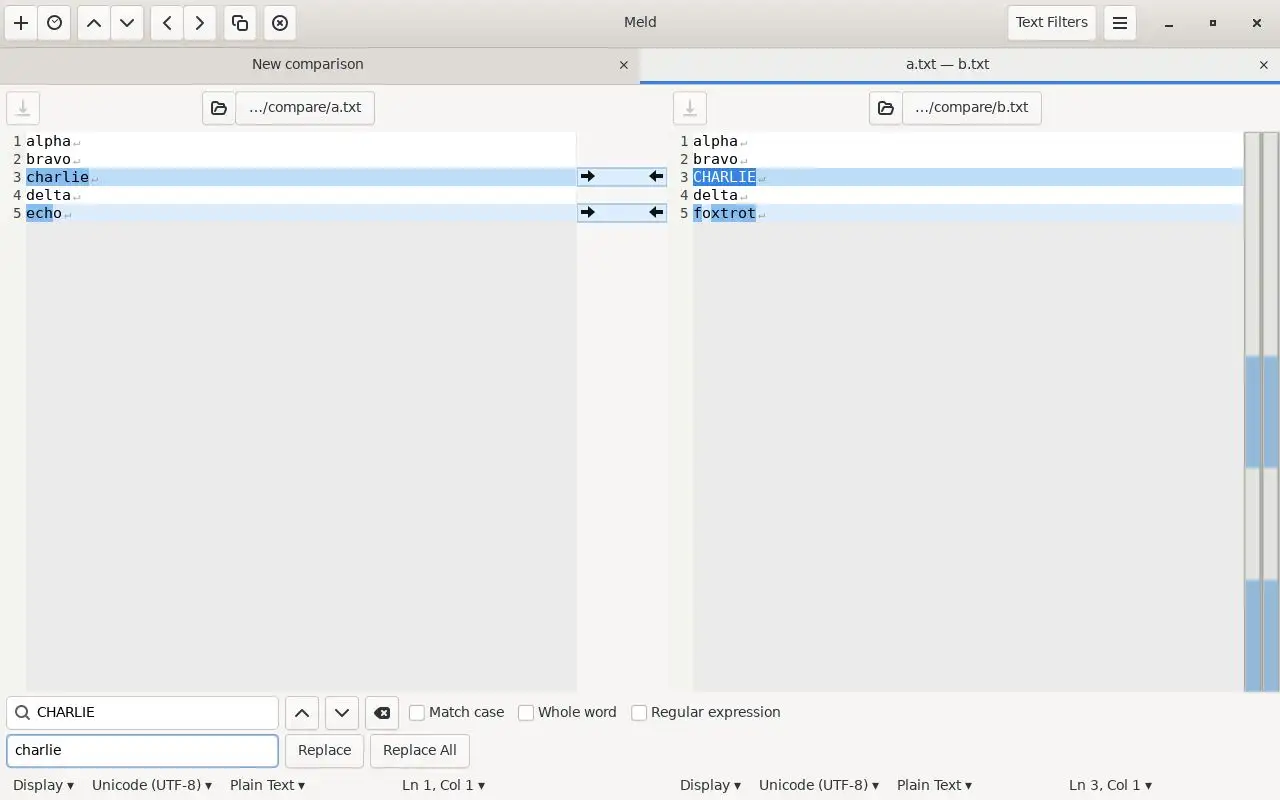 Meld
Text Filters
New comparison
a.txt — b.txt
.../compare/a.txt
.../compare/b.txt
1 alpha↵
2 bravo↵
3 charlie↵
4 delta↵
5 echo↵
1 alpha↵
2 bravo↵
3 CHARLIE↵
4 delta↵
5 foxtrot↵
CHARLIE
Match case
Whole word
Regular expression
charlie
Replace
Replace All
Display ▾ Unicode (UTF-8) ▾ Plain Text ▾ Ln 1, Col 1 ▾
Display ▾ Unicode (UTF-8) ▾ Plain Text ▾ Ln 3, Col 1 ▾